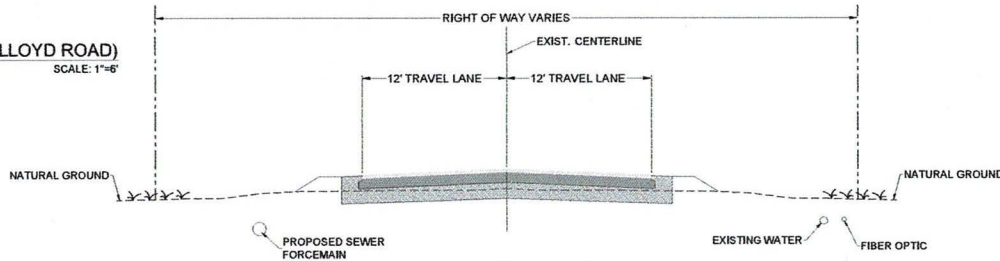 RIGHT OF WAY VARIES
LLOYD ROAD)
SCALE: 1"=6'
EXIST. CENTERLINE
12' TRAVEL LANE
12' TRAVEL LANE
NATURAL GROUND
NATURAL GROUND
PROPOSED SEWER
FORCEMAIN
EXISTING WATER
FIBER OPTIC